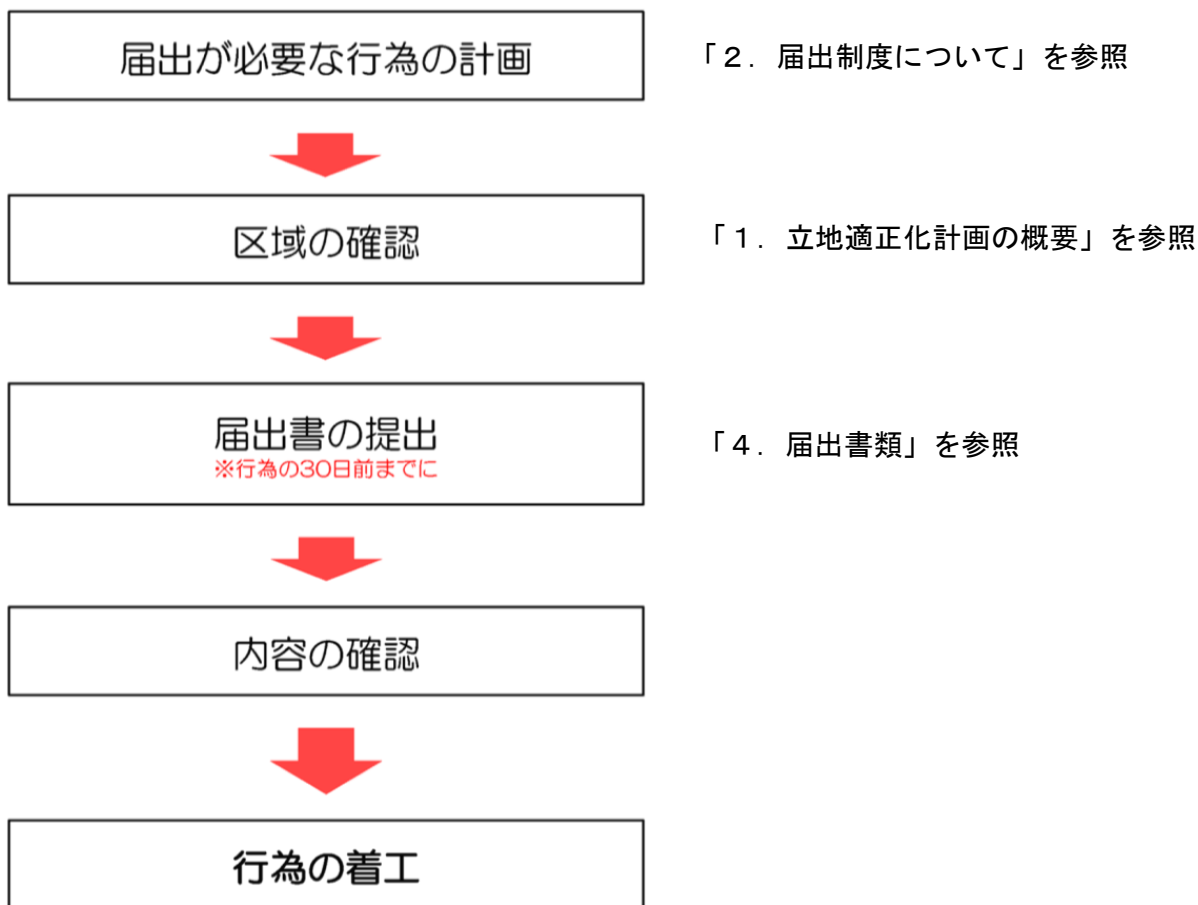 届出が必要な行為の計画
「２．届出制度について」を参照
区域の確認
「１．立地適正化計画の概要」を参照
届出書の提出
※行為の30日前までに
「４．届出書類」を参照
内容の確認
行為の着工